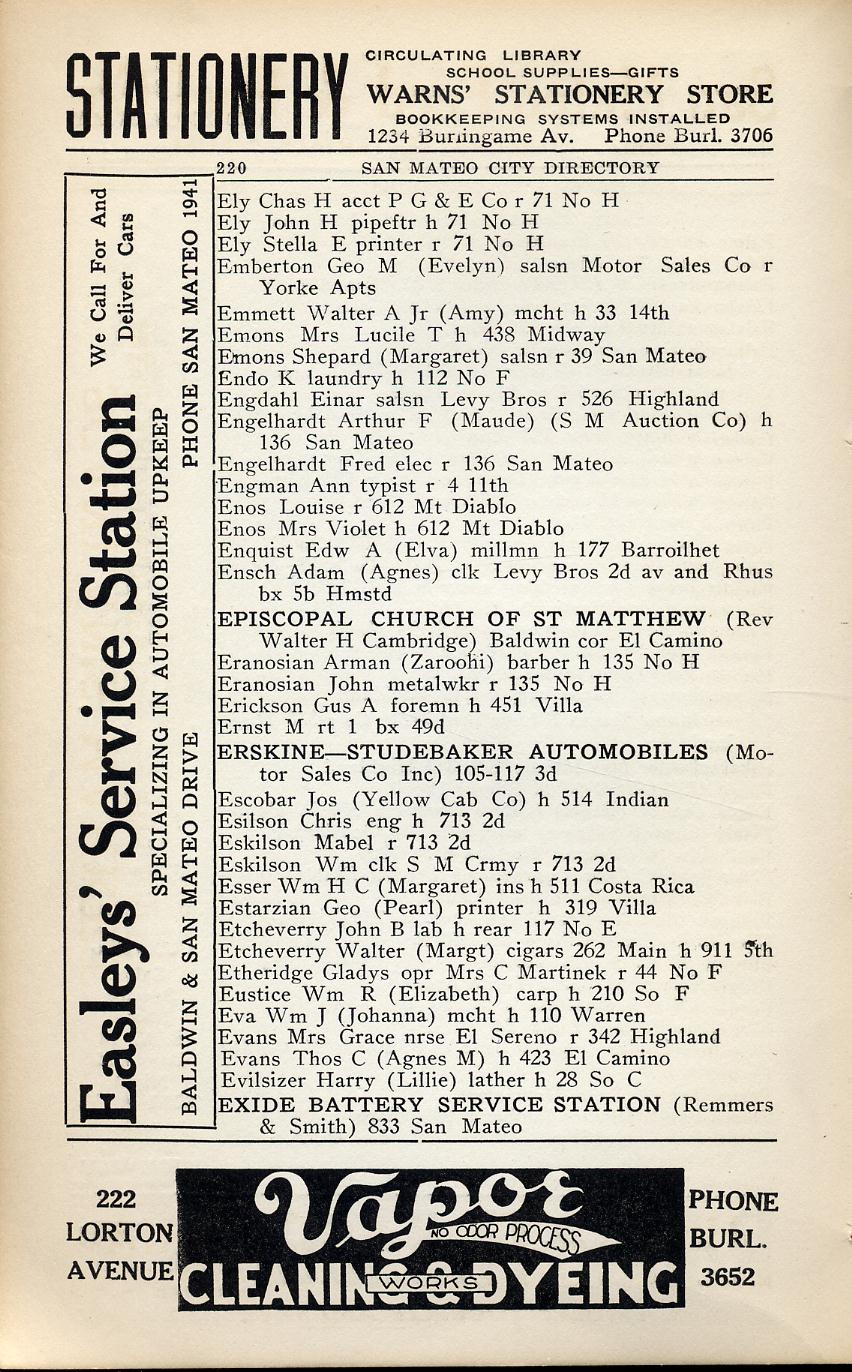 STATIONERY
CIRCULATING LIBRARY
SCHOOL SUPPLIES—GIFTS
WARNS' STATIONERY STORE
BOOKKEEPING SYSTEMS INSTALLED
1234 Burlingame Av. Phone Burl. 3706
220 SAN MATEO CITY DIRECTORY
Easleys' Service Station
We Call For And
Deliver Cars
SPECIALIZING IN AUTOMOBILE UPKEEP
BALDWIN & SAN MATEO DRIVE PHONE SAN MATEO 1941
Ely Chas H acct P G & E Co r 71 No H
Ely John H pipeftr h 71 No H
Ely Stella E printer r 71 No H
Emberton Geo M (Evelyn) salsn Motor Sales Co r
Yorke Apts
Emmett Walter A Jr (Amy) mcht h 33 14th
Emons Mrs Lucile T h 438 Midway
Emons Shepard (Margaret) salsn r 39 San Mateo
Endo K laundry h 112 No F
Engdahl Einar salsn Levy Bros r 526 Highland
Engelhardt Arthur F (Maude) (S M Auction Co) h
136 San Mateo
Engelhardt Fred elec r 136 San Mateo
Engman Ann typist r 4 11th
Enos Louise r 612 Mt Diablo
Enos Mrs Violet h 612 Mt Diablo
Enquist Edw A (Elva) millmn h 177 Barroilhet
Ensch Adam (Agnes) clk Levy Bros 2d av and Rhus
bx 5b Hmstd
EPISCOPAL CHURCH OF ST MATTHEW (Rev
Walter H Cambridge) Baldwin cor El Camino
Eranosian Arman (Zaroohi) barber h 135 No H
Eranosian John metalwkr r 135 No H
Erickson Gus A foremn h 451 Villa
Ernst M rt 1 bx 49d
ERSKINE—STUDEBAKER AUTOMOBILES (Mo-
tor Sales Co Inc) 105-117 3d
Escobar Jos (Yellow Cab Co) h 514 Indian
Esilson Chris eng h 713 2d
Eskilson Mabel r 713 2d
Eskilson Wm clk S M Crmy r 713 2d
Esser Wm H C (Margaret) ins h 511 Costa Rica
Estarzian Geo (Pearl) printer h 319 Villa
Etcheverry John B lab h rear 117 No E
Etcheverry Walter (Margt) cigars 262 Main h 911 5th
Etheridge Gladys opr Mrs C Martinek r 44 No F
Eustice Wm R (Elizabeth) carp h 210 So F
Eva Wm J (Johanna) mcht h 110 Warren
Evans Mrs Grace nrse El Sereno r 342 Highland
Evans Thos C (Agnes M) h 423 El Camino
Evilsizer Harry (Lillie) lather h 28 So C
EXIDE BATTERY SERVICE STATION (Remmers
& Smith) 833 San Mateo
222
LORTON
AVENUE
Vapor
NO ODOR PROCESS
CLEANING & DYEING
WORKS
PHONE
BURL.
3652